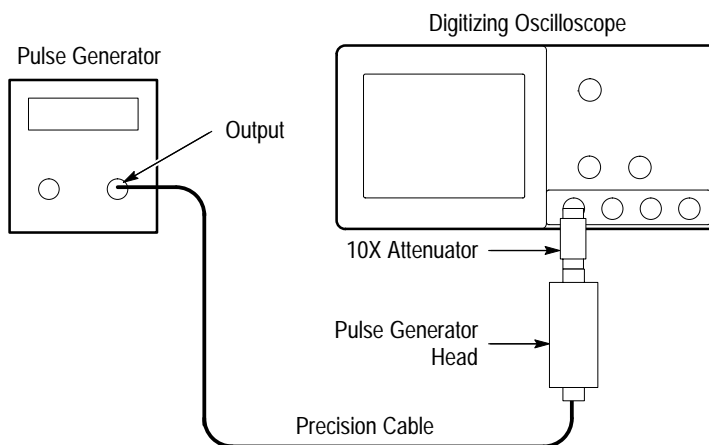 Digitizing Oscilloscope
Pulse Generator
Output
10X Attenuator
Pulse Generator
Head
Precision Cable